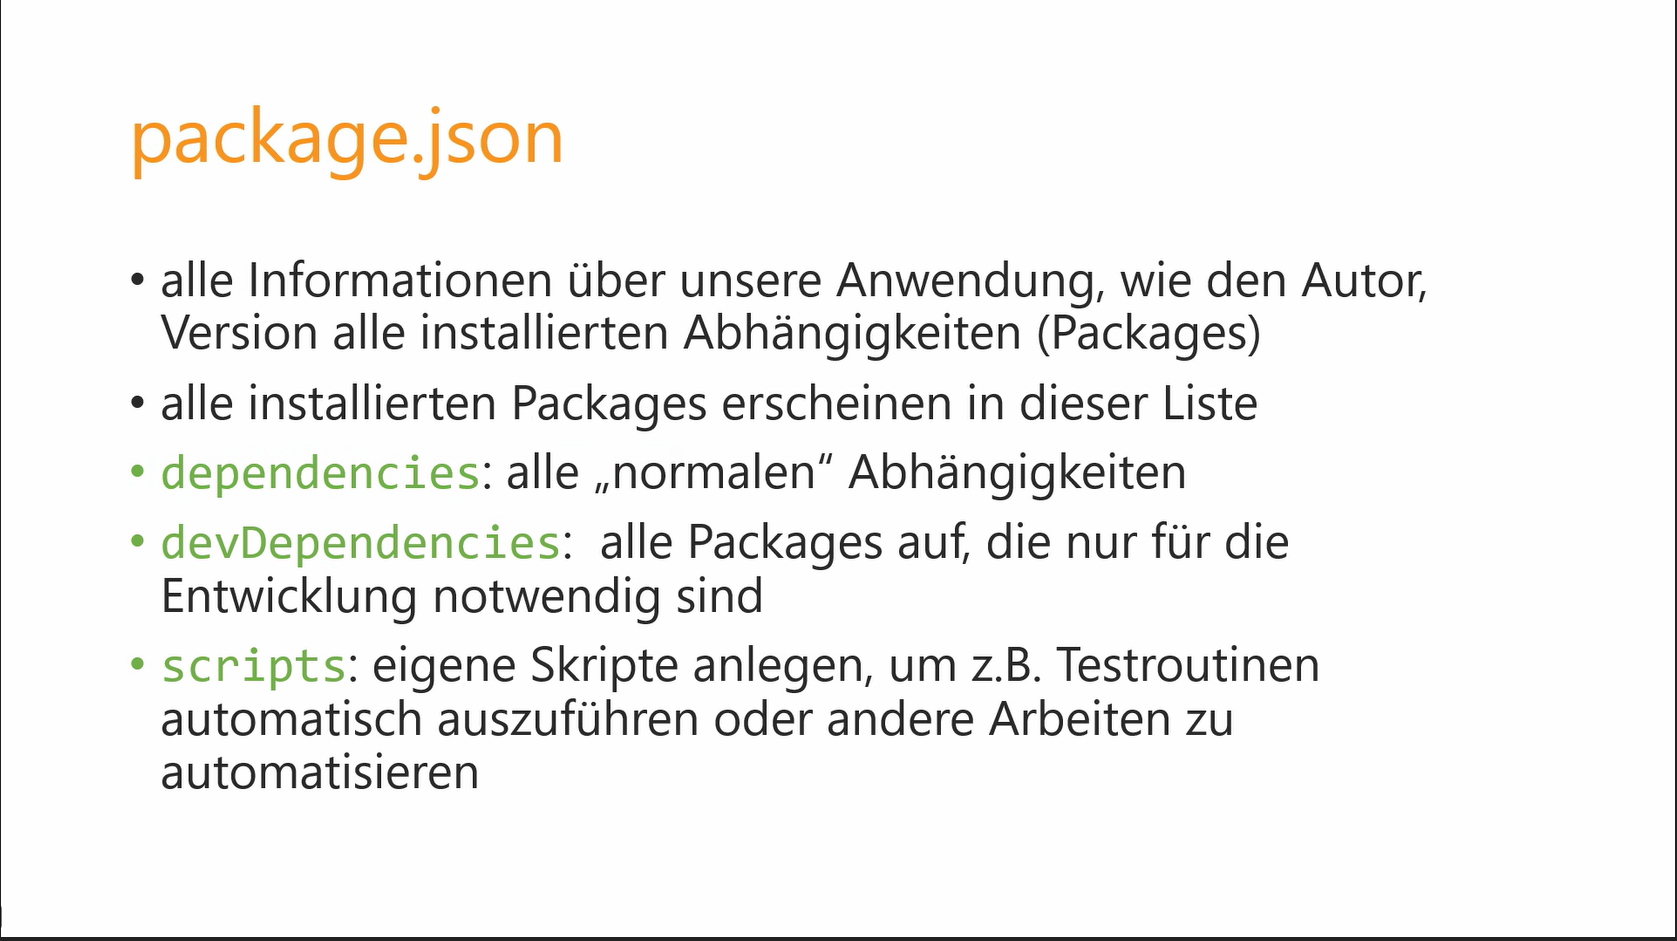 package.json
• alle Informationen über unsere Anwendung, wie den Autor,
Version alle installierten Abhängigkeiten (Packages)
• alle installierten Packages erscheinen in dieser Liste
• dependencies: alle „normalen“ Abhängigkeiten
• devDependencies:  alle Packages auf, die nur für die
Entwicklung notwendig sind
• scripts: eigene Skripte anlegen, um z.B. Testroutinen
automatisch auszuführen oder andere Arbeiten zu
automatisieren